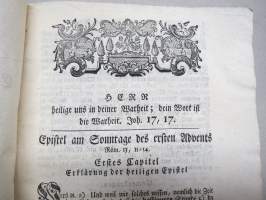 HERR
heilige uns in deiner Warheit; dein Wort ist
die Warheit. Joh. 17, 17.
Epistel am Sonntage des ersten Advents
Röm. 13, 11-14.
Erstes Capitel
Erklärung der heiligen Epistel
Vers 11. Und weil wir solches wissen, nemlich die Zeit